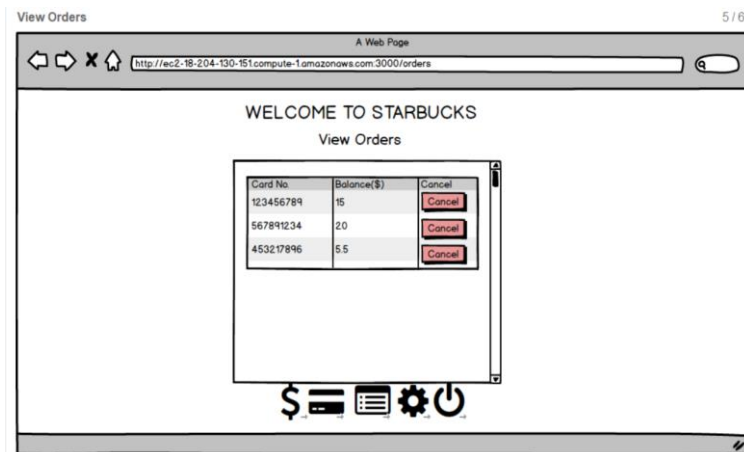 View Orders 5 / 6
A Web Page
http://ec2-18-204-130-151.compute-1.amazonaws.com:3000/orders
WELCOME TO STARBUCKS
View Orders
Card No. Balance($) Cancel
123456789 15 Cancel
567891234 20 Cancel
453217896 5.5 Cancel